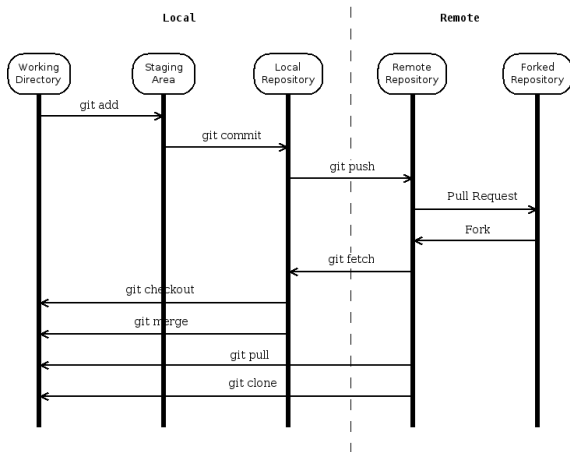 Local
Remote
Working
Directory
Staging
Area
Local
Repository
Remote
Repository
Forked
Repository
git add
git commit
git push
Pull Request
Fork
git fetch
git checkout
git merge
git pull
git clone